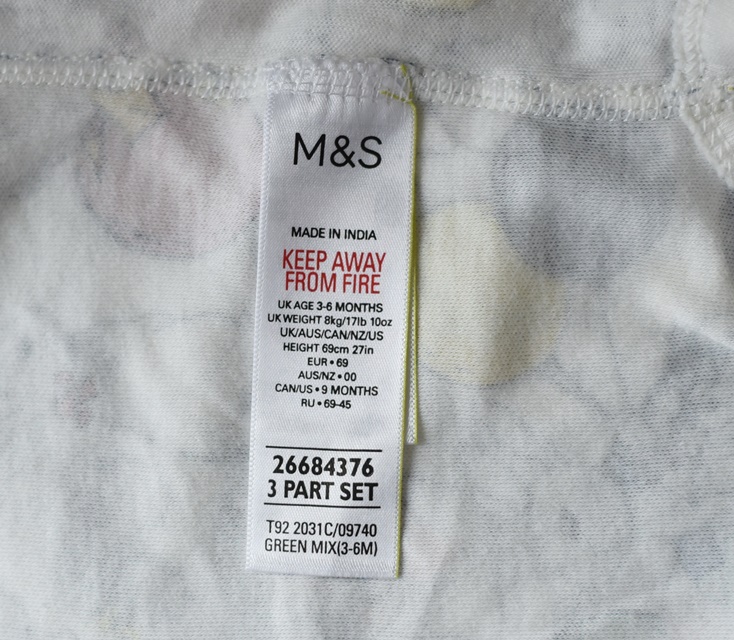 M&S
MADE IN INDIA
KEEP AWAY
FROM FIRE
UK AGE 3-6 MONTHS
UK WEIGHT 8kg/17lb 10oz
UK/AUS/CAN/NZ/US
HEIGHT 69cm 27in
EUR • 69
AUS/NZ • 00
CAN/US • 9 MONTHS
RU • 69-45
26684376
3 PART SET
T92 2031C/09740
GREEN MIX(3-6M)